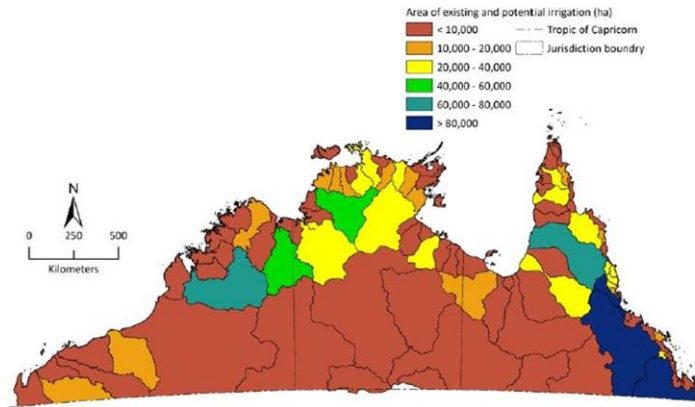 Area of existing and potential irrigation (ha)
< 10,000
10,000 - 20,000
20,000 - 40,000
40,000 - 60,000
60,000 - 80,000
> 80,000
Tropic of Capricorn
Jurisdiction boundry
N
0 250 500
Kilometers